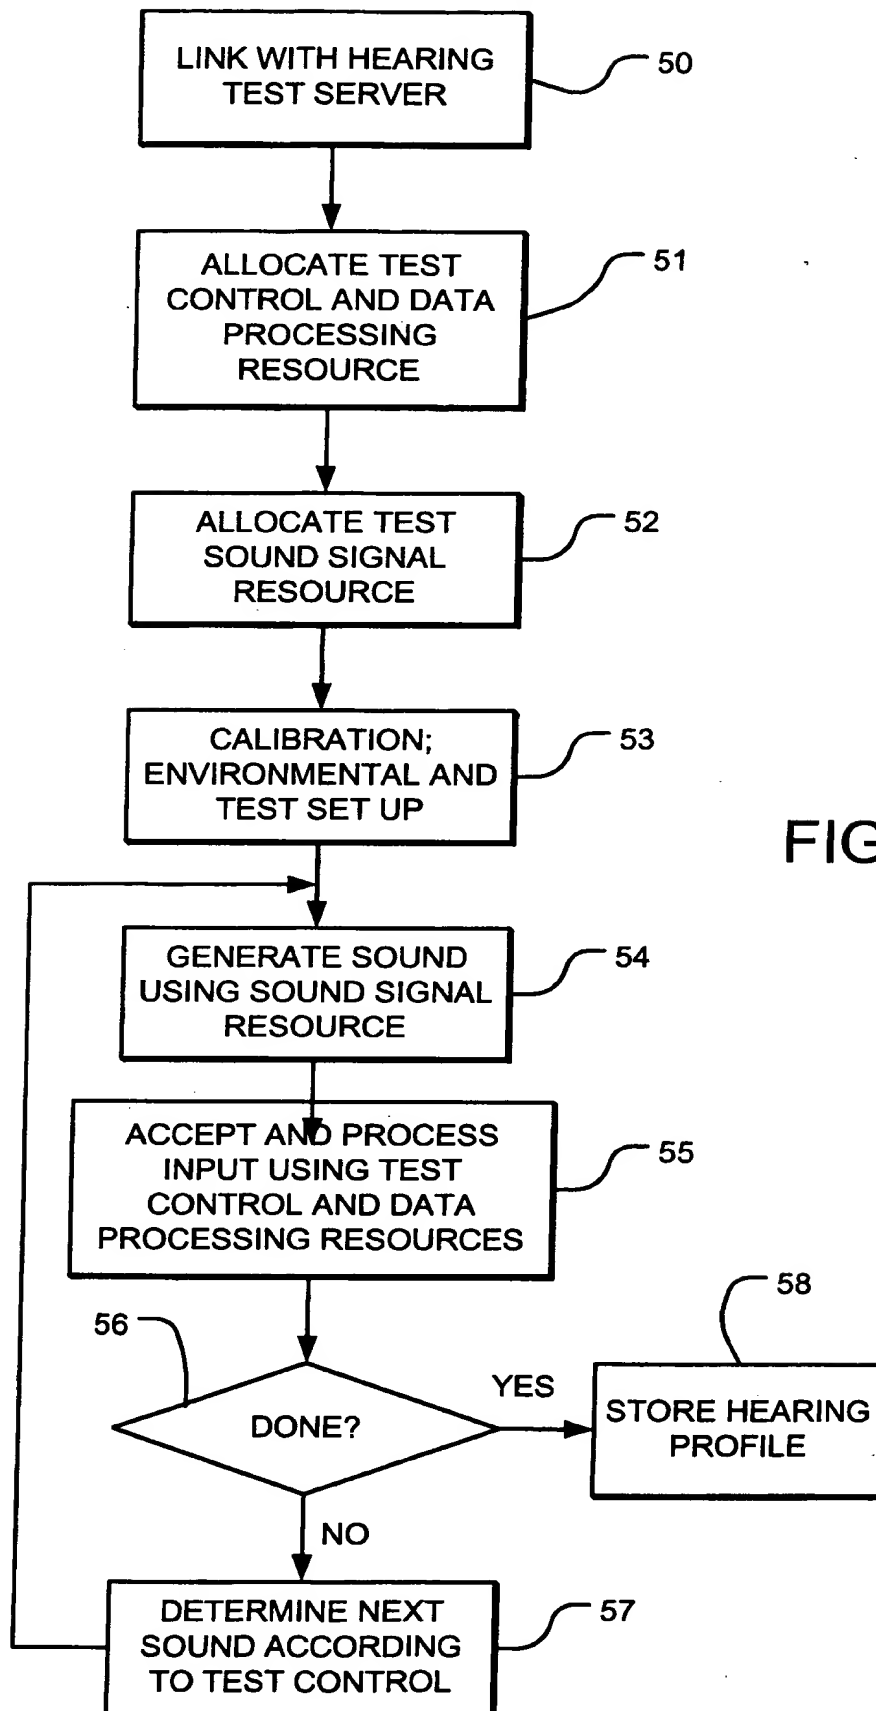 LINK WITH HEARING
TEST SERVER
50
ALLOCATE TEST
CONTROL AND DATA
PROCESSING
RESOURCE
51
ALLOCATE TEST
SOUND SIGNAL
RESOURCE
52
CALIBRATION;
ENVIRONMENTAL AND
TEST SET UP
53
FIG
GENERATE SOUND
USING SOUND SIGNAL
RESOURCE
54
ACCEPT AND PROCESS
INPUT USING TEST
CONTROL AND DATA
PROCESSING RESOURCES
55
56
DONE?
YES
58
STORE HEARING
PROFILE
NO
DETERMINE NEXT
SOUND ACCORDING
TO TEST CONTROL
57